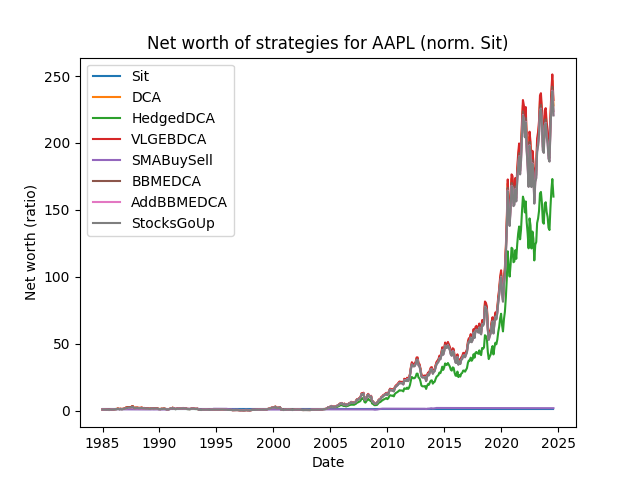 Net worth of strategies for AAPL (norm. Sit)
Sit
DCA
HedgedDCA
VLGEBDCA
SMABuySell
BBMEDCA
AddBBMEDCA
StocksGoUp
Net worth (ratio)
250
200
150
100
50
0
1985 1990 1995 2000 2005 2010 2015 2020 2025
Date